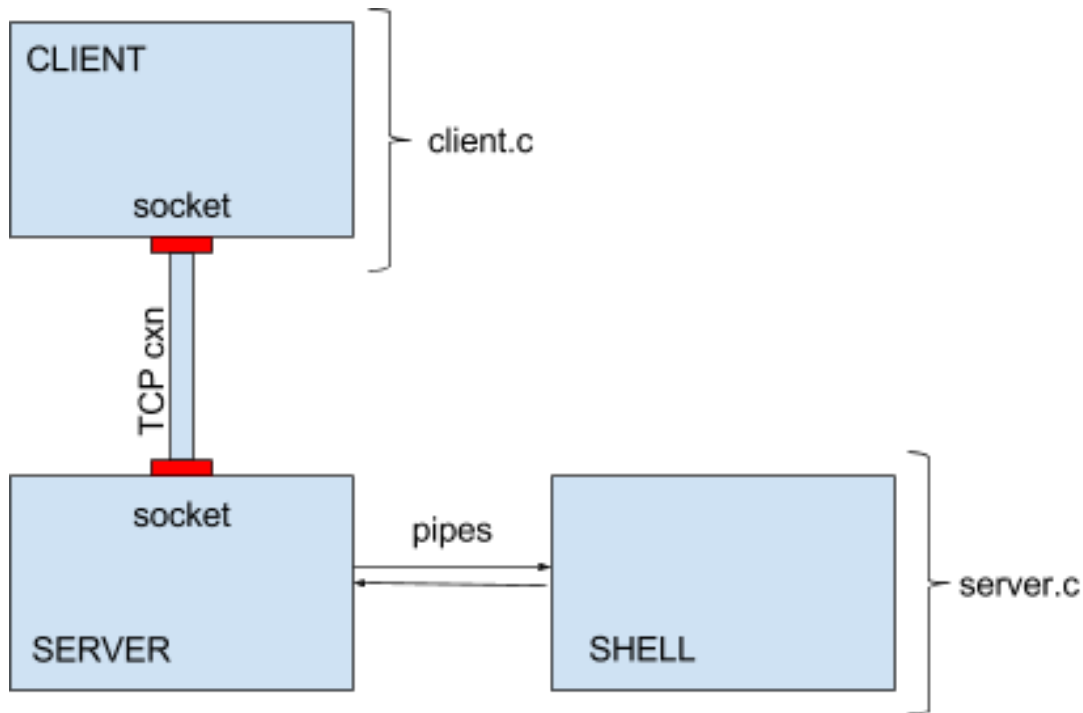 CLIENT
client.c
socket
TCP cxn
socket
pipes
server.c
SERVER
SHELL